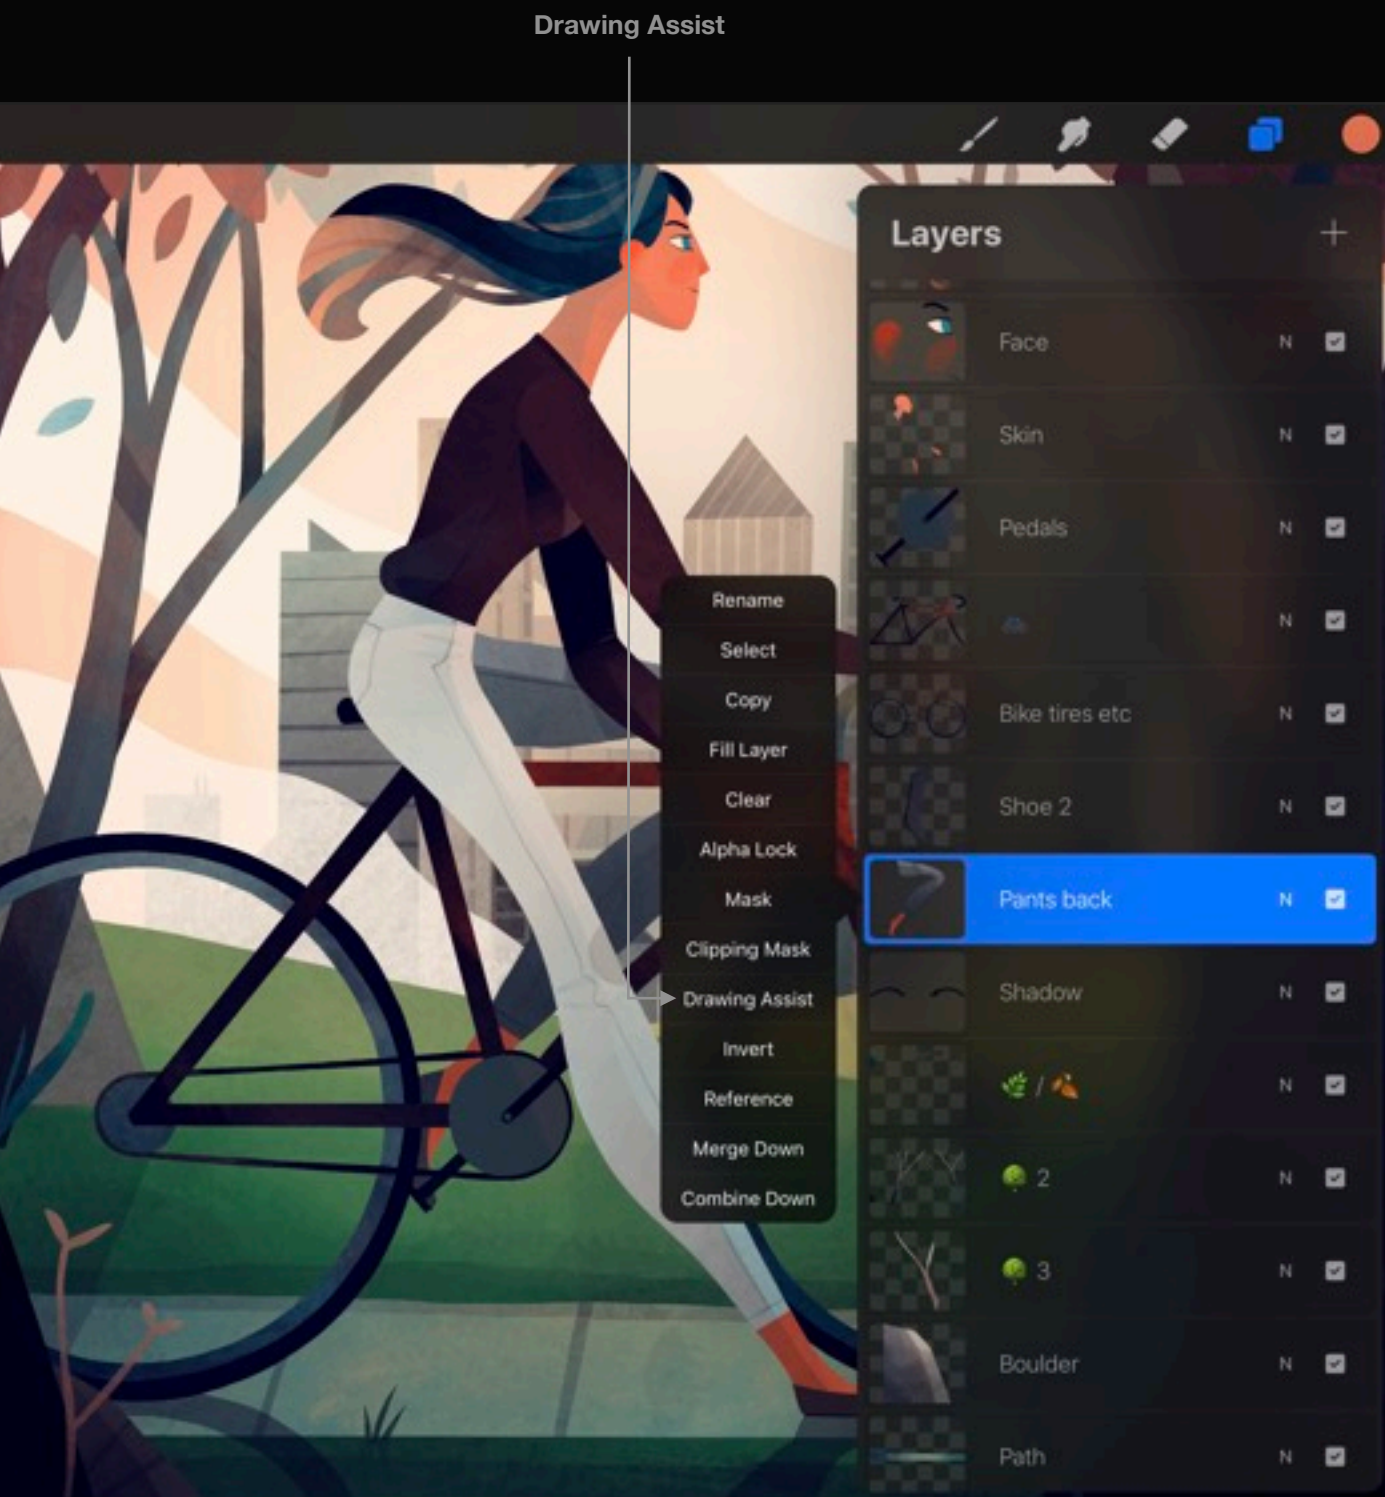 Drawing Assist
Layers
Face N
Skin N
Pedals N
N
Bike tires etc N
Shoe 2 N
Pants back N
Shadow N
🌿 / 🍂 N
🌳 2 N
🌳 3 N
Boulder N
Path N
Rename
Select
Copy
Fill Layer
Clear
Alpha Lock
Mask
Clipping Mask
Drawing Assist
Invert
Reference
Merge Down
Combine Down